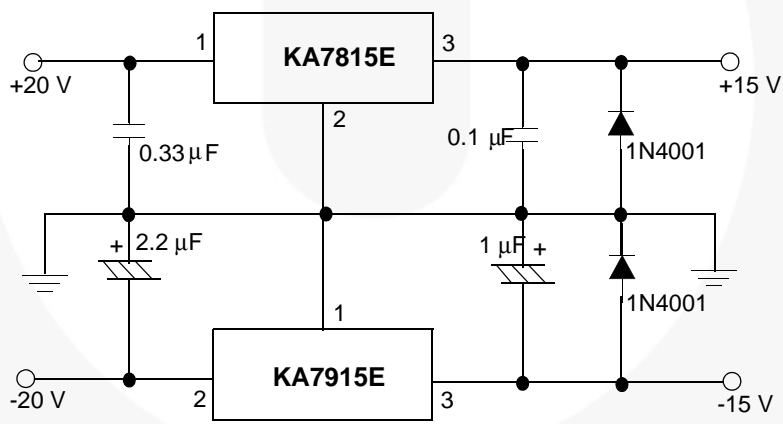 1
KA7815E
3
+20 V
+15 V
2
0.33 µF
0.1 µF
1N4001
+ 2.2 µF
1 µF +
1N4001
1
KA7915E
2
3
-20 V
-15 V